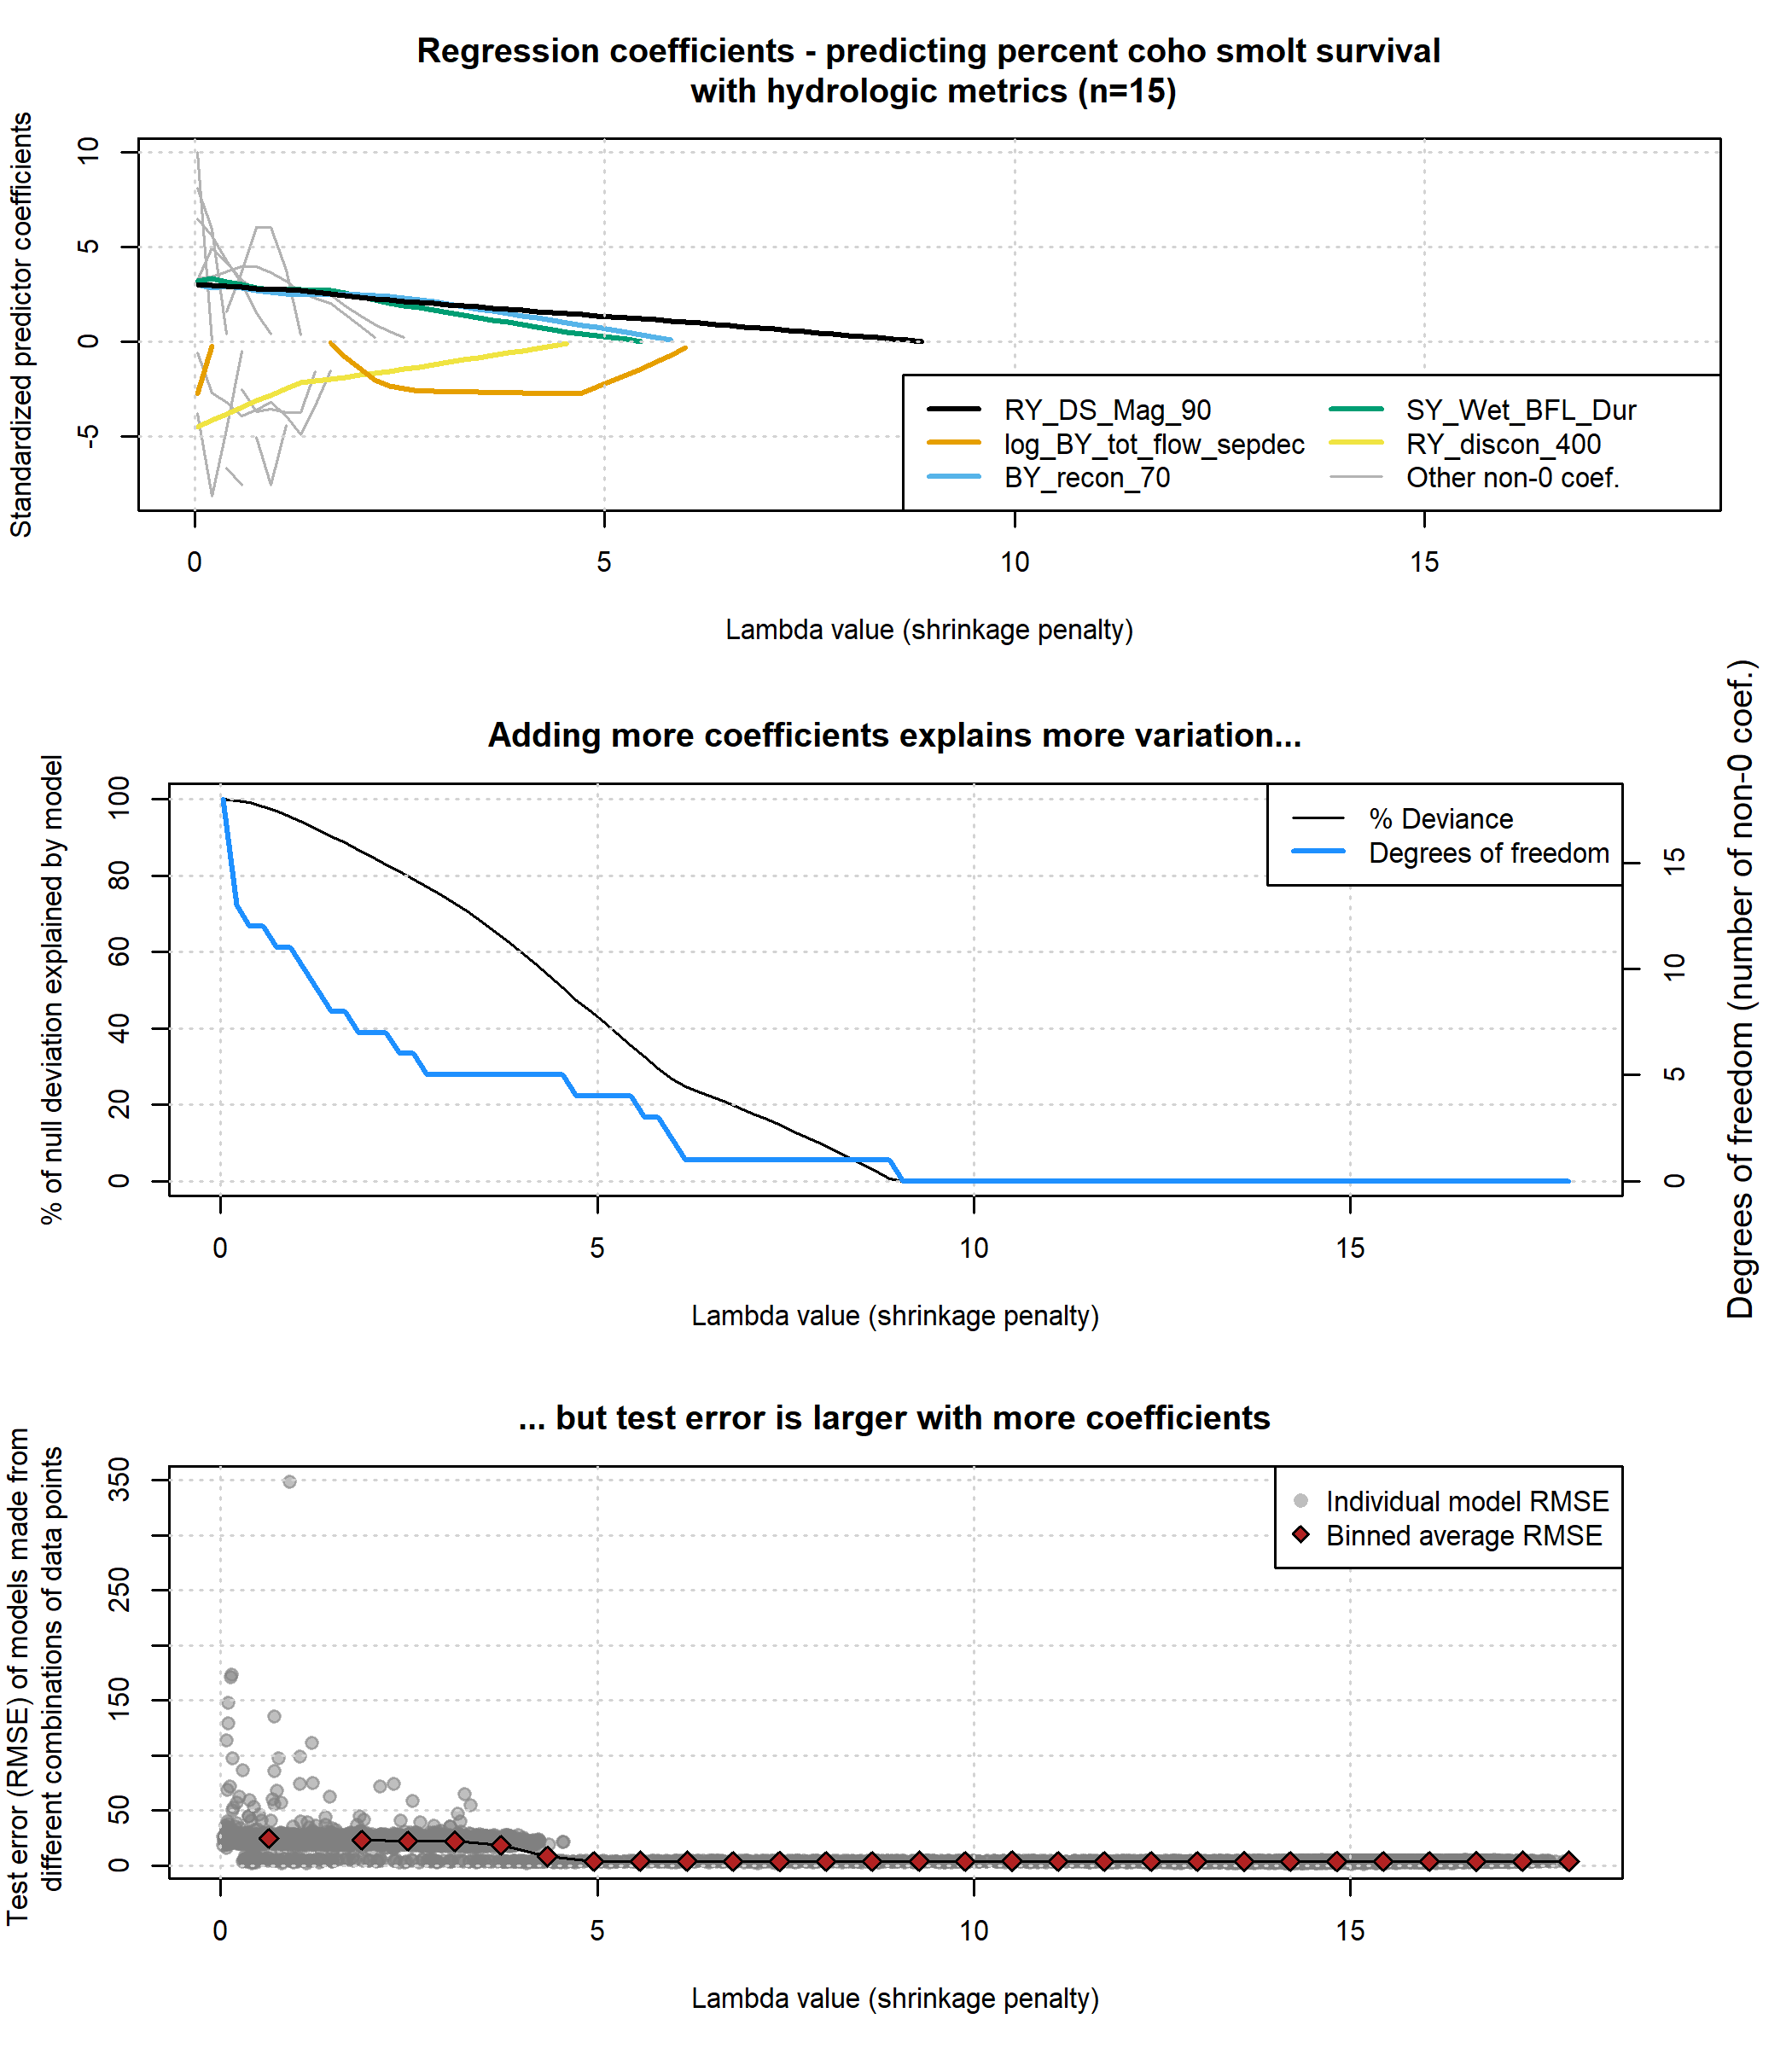 Regression coefficients - predicting percent coho smolt survival
with hydrologic metrics (n=15)
Standardized predictor coefficients
10
5
0
-5
RY_DS_Mag_90
log_BY_tot_flow_sepdec
BY_recon_70
SY_Wet_BFL_Dur
RY_discon_400
Other non-0 coef.
0
5
10
15
Lambda value (shrinkage penalty)
Adding more coefficients explains more variation...
% of null deviation explained by model
100
80
60
40
20
0
% Deviance
Degrees of freedom
15
10
5
0
Degrees of freedom (number of non-0 coef.)
0
5
10
15
Lambda value (shrinkage penalty)
... but test error is larger with more coefficients
Test error (RMSE) of models made from
different combinations of data points
350
250
150
50
0
Individual model RMSE
Binned average RMSE
0
5
10
15
Lambda value (shrinkage penalty)